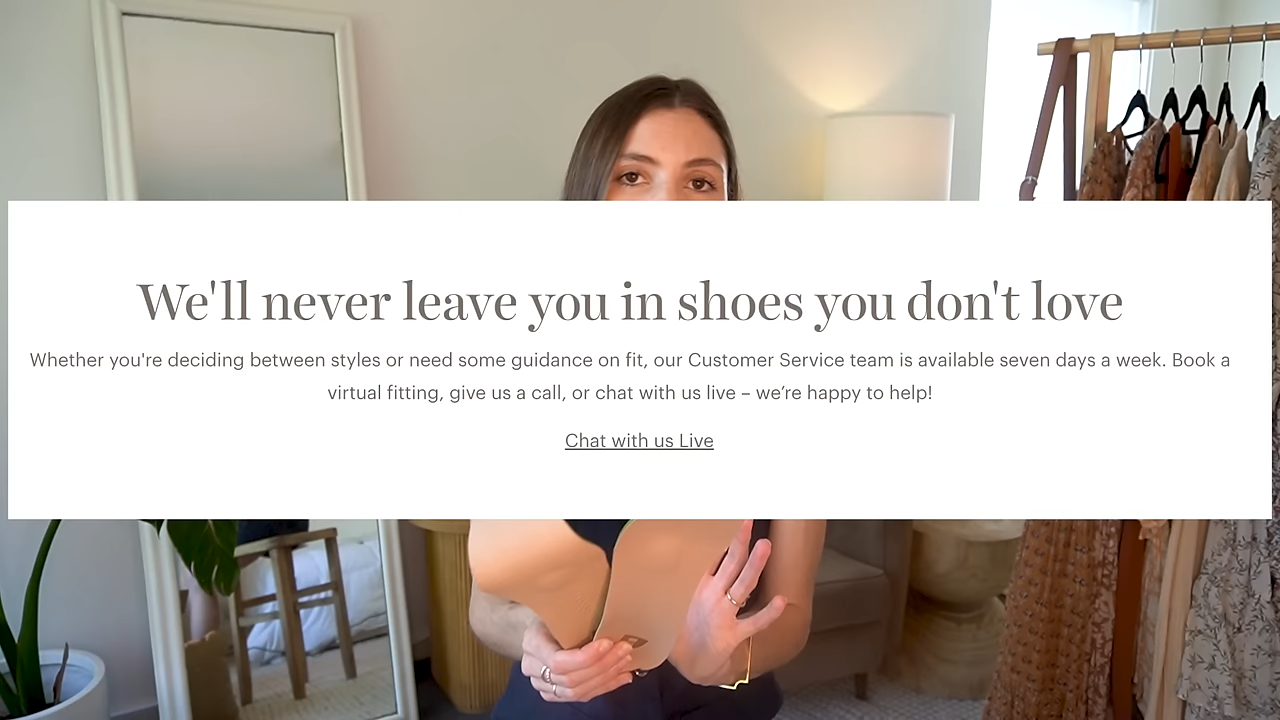 We'll never leave you in shoes you don't love
Whether you're deciding between styles or need some guidance on fit, our Customer Service team is available seven days a week. Book a
virtual fitting, give us a call, or chat with us live – we’re happy to help!
Chat with us Live